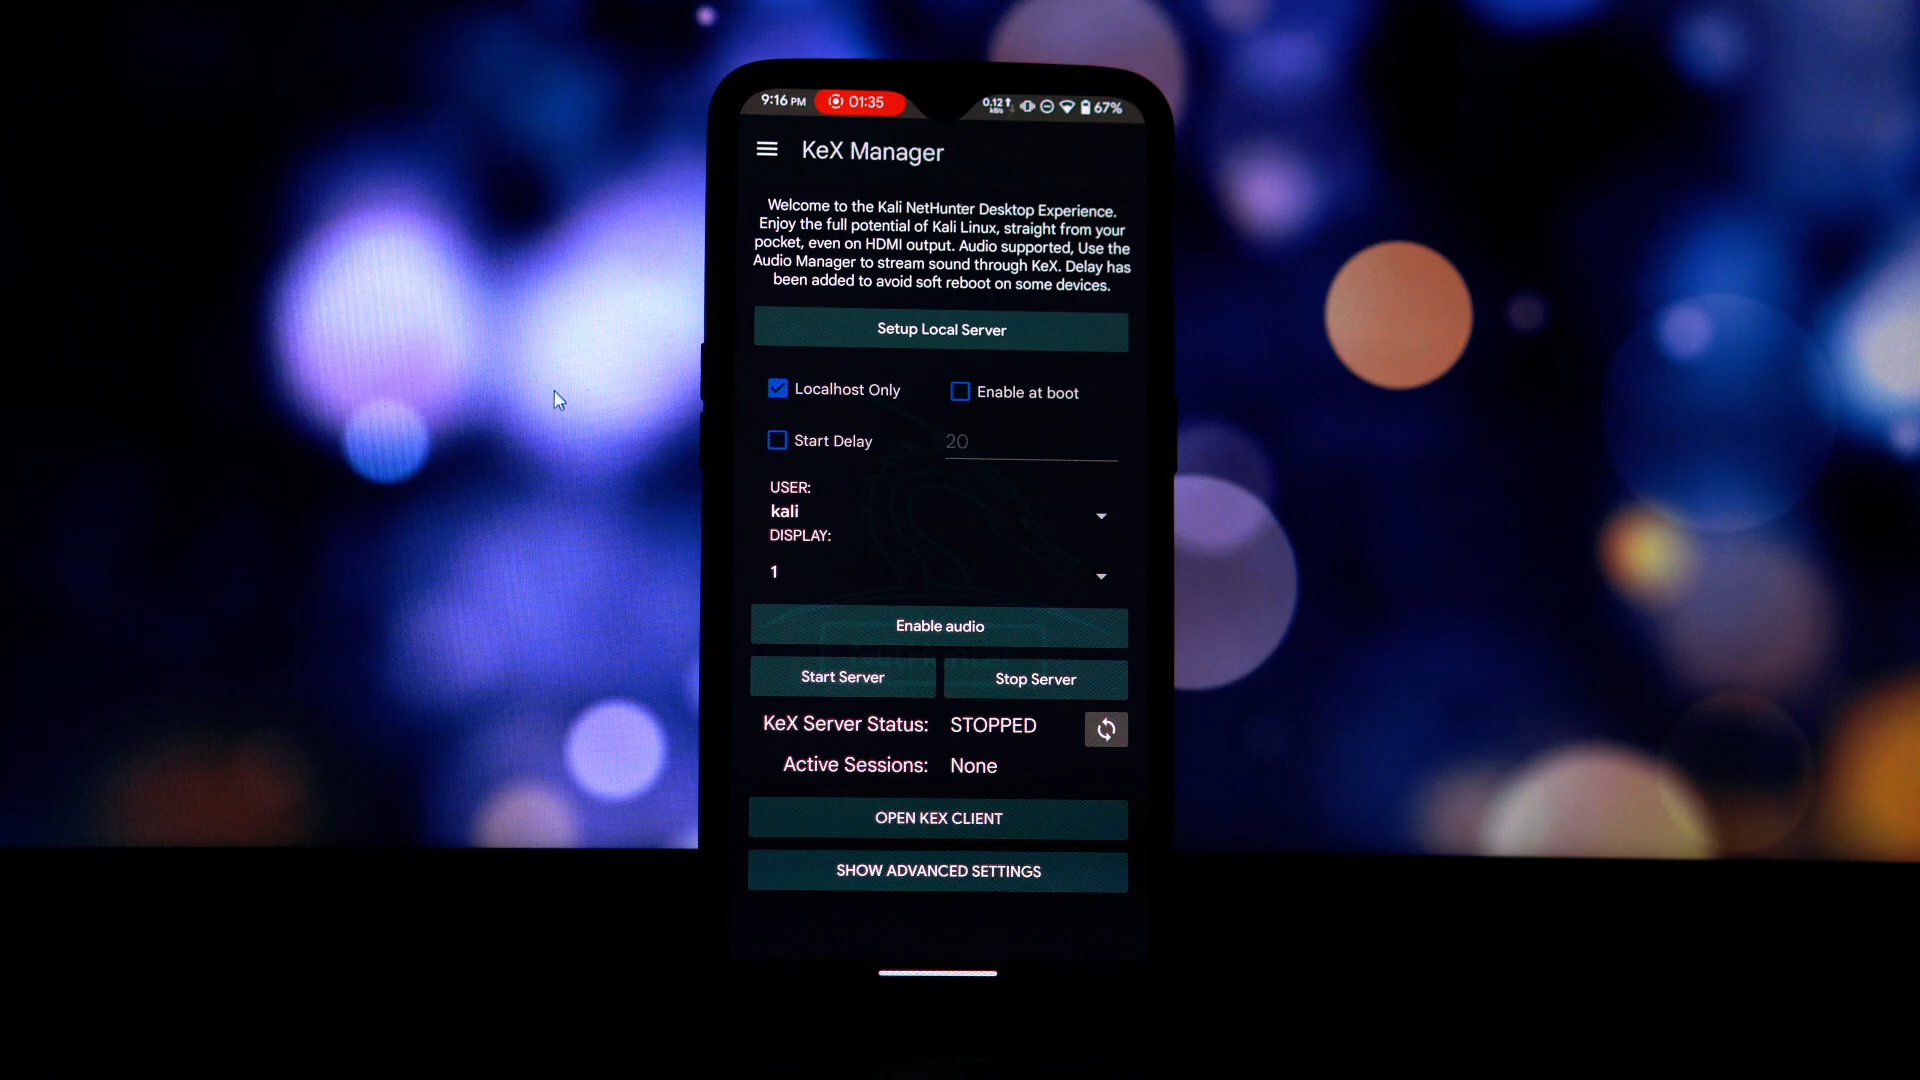 9:16 PM 01:35 0.12 kB/s 67%
KeX Manager
Welcome to the Kali NetHunter Desktop Experience.
Enjoy the full potential of Kali Linux, straight from your
pocket, even on HDMI output. Audio supported, Use the
Audio Manager to stream sound through KeX. Delay has
been added to avoid soft reboot on some devices.
Setup Local Server
Localhost Only Enable at boot
Start Delay 20
USER:
kali
DISPLAY:
1
Enable audio
NetHunter
Start Server Stop Server
KeX Server Status: STOPPED
Active Sessions: None
OPEN KEX CLIENT
SHOW ADVANCED SETTINGS